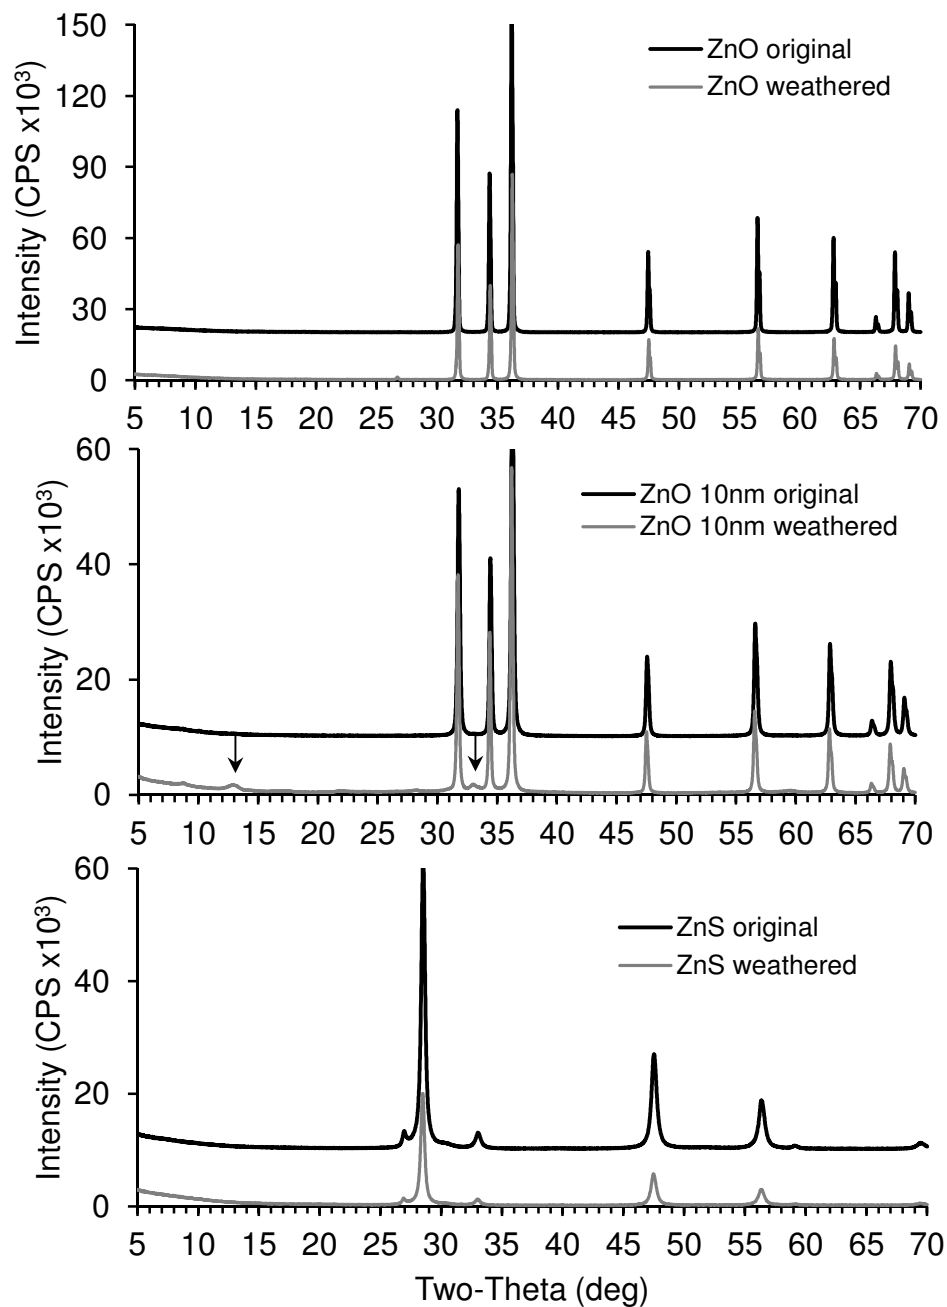 150
120
90
60
30
0
Intensity (CPS x10³)
ZnO original
ZnO weathered
5 10 15 20 25 30 35 40 45 50 55 60 65 70
60
40
20
0
Intensity (CPS x10³)
ZnO 10nm original
ZnO 10nm weathered
5 10 15 20 25 30 35 40 45 50 55 60 65 70
60
40
20
0
Intensity (CPS x10³)
ZnS original
ZnS weathered
5 10 15 20 25 30 35 40 45 50 55 60 65 70
Two-Theta (deg)